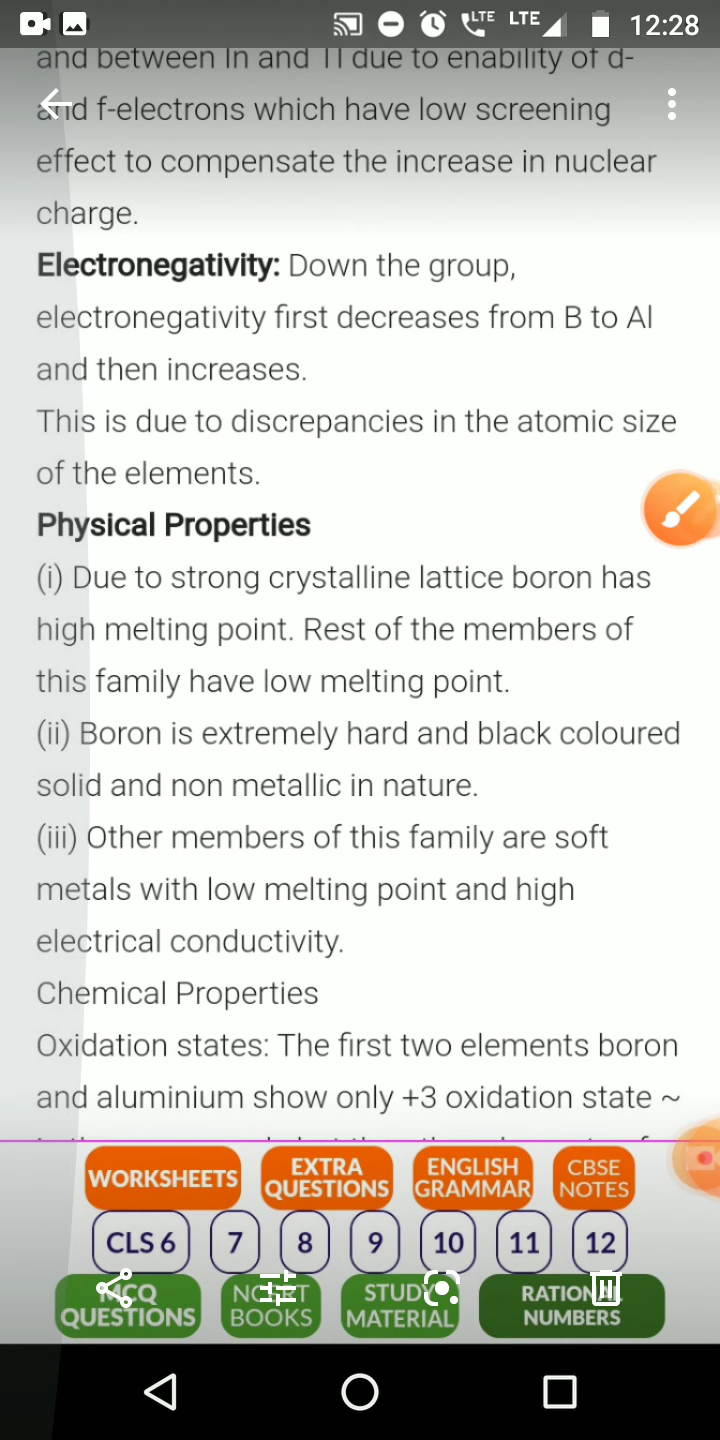 LTE LTE 12:28
and between In and Tl due to enability of d-
and f-electrons which have low screening
effect to compensate the increase in nuclear
charge.
Electronegativity: Down the group,
electronegativity first decreases from B to Al
and then increases.
This is due to discrepancies in the atomic size
of the elements.
Physical Properties
(i) Due to strong crystalline lattice boron has
high melting point. Rest of the members of
this family have low melting point.
(ii) Boron is extremely hard and black coloured
solid and non metallic in nature.
(iii) Other members of this family are soft
metals with low melting point and high
electrical conductivity.
Chemical Properties
Oxidation states: The first two elements boron
and aluminium show only +3 oxidation state ~
WORKSHEETS
EXTRA
QUESTIONS
ENGLISH
GRAMMAR
CBSE
NOTES
CLS 6 7 8 9 10 11 12
MCQ
QUESTIONS
NCERT
BOOKS
STUDY
MATERIAL
RATIONAL
NUMBERS